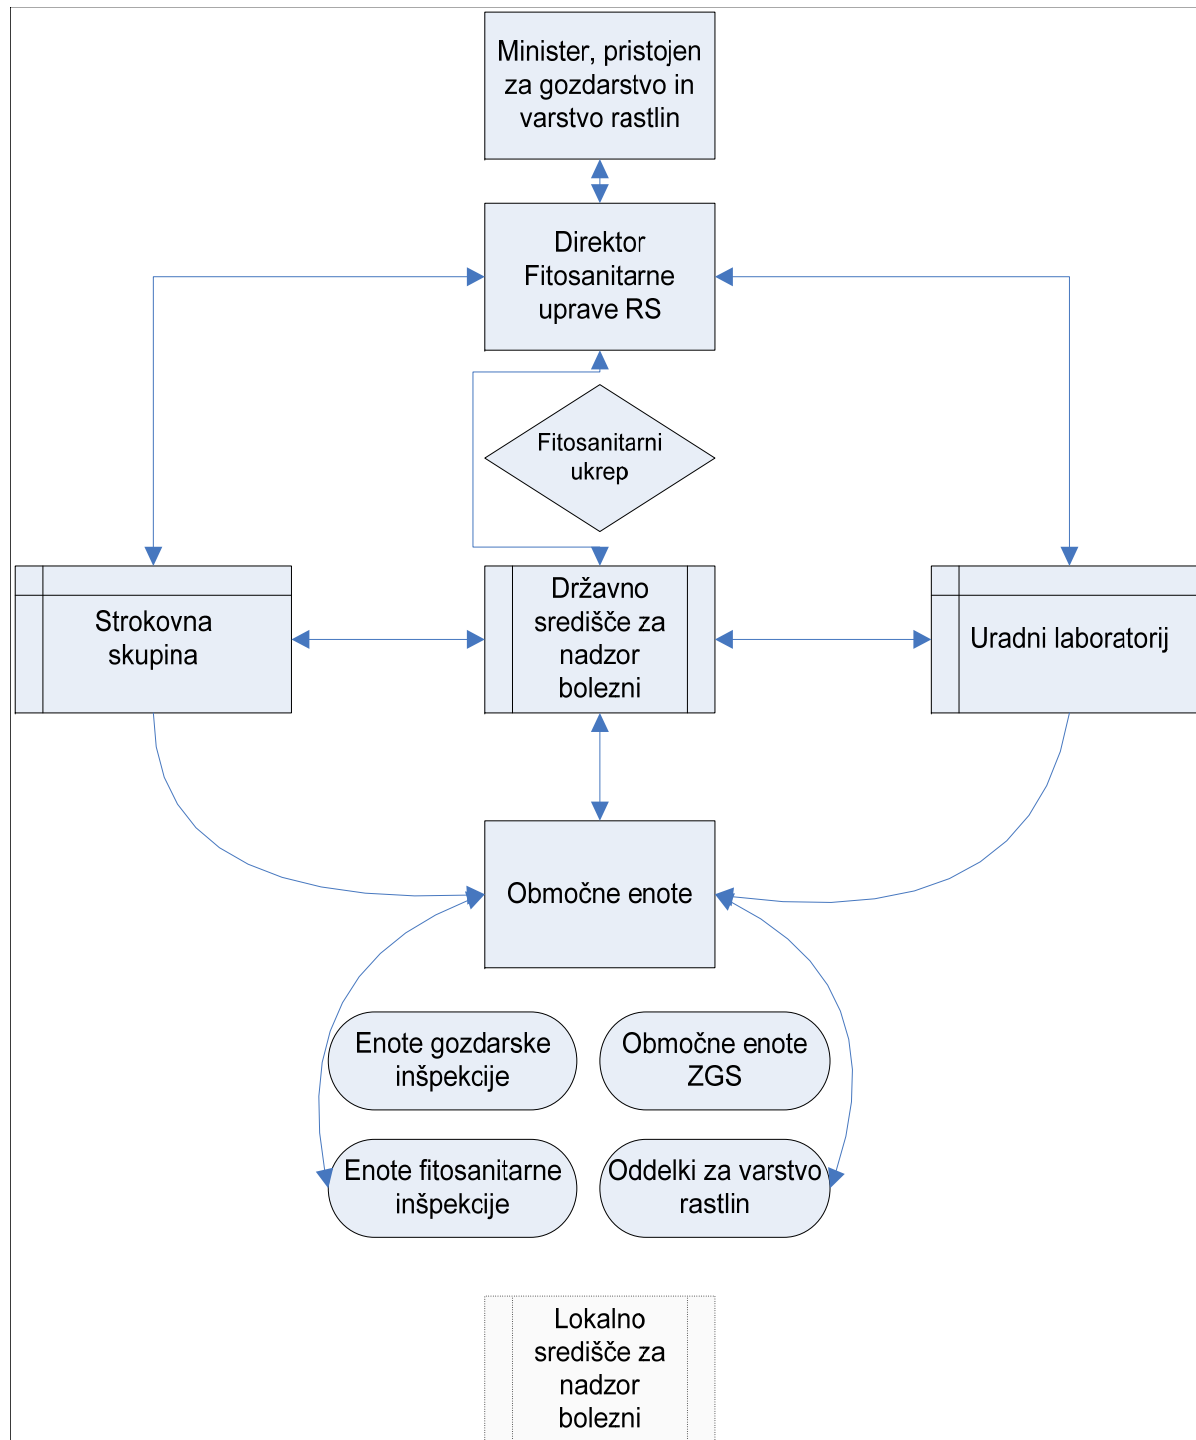 Minister, pristojen
za gozdarstvo in
varstvo rastlin
Direktor
Fitosanitarne
uprave RS
Fitosanitarni
ukrep
Strokovna
skupina
Državno
središče za
nadzor
bolezni
Uradni laboratorij
Območne enote
Enote gozdarske
inšpekcije
Območne enote
ZGS
Enote fitosanitarne
inšpekcije
Oddelki za varstvo
rastlin
Lokalno
središče za
nadzor
bolezni